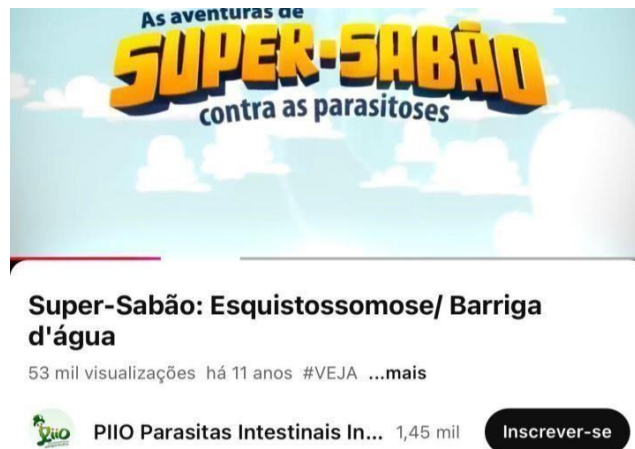 As aventuras de
SUPER-SABÃO
contra as parasitoses
Super-Sabão: Esquistossomose/ Barriga
d'água
53 mil visualizações há 11 anos #VEJA ...mais
Piio
PIIO Parasitas Intestinais In... 1,45 mil Inscrever-se